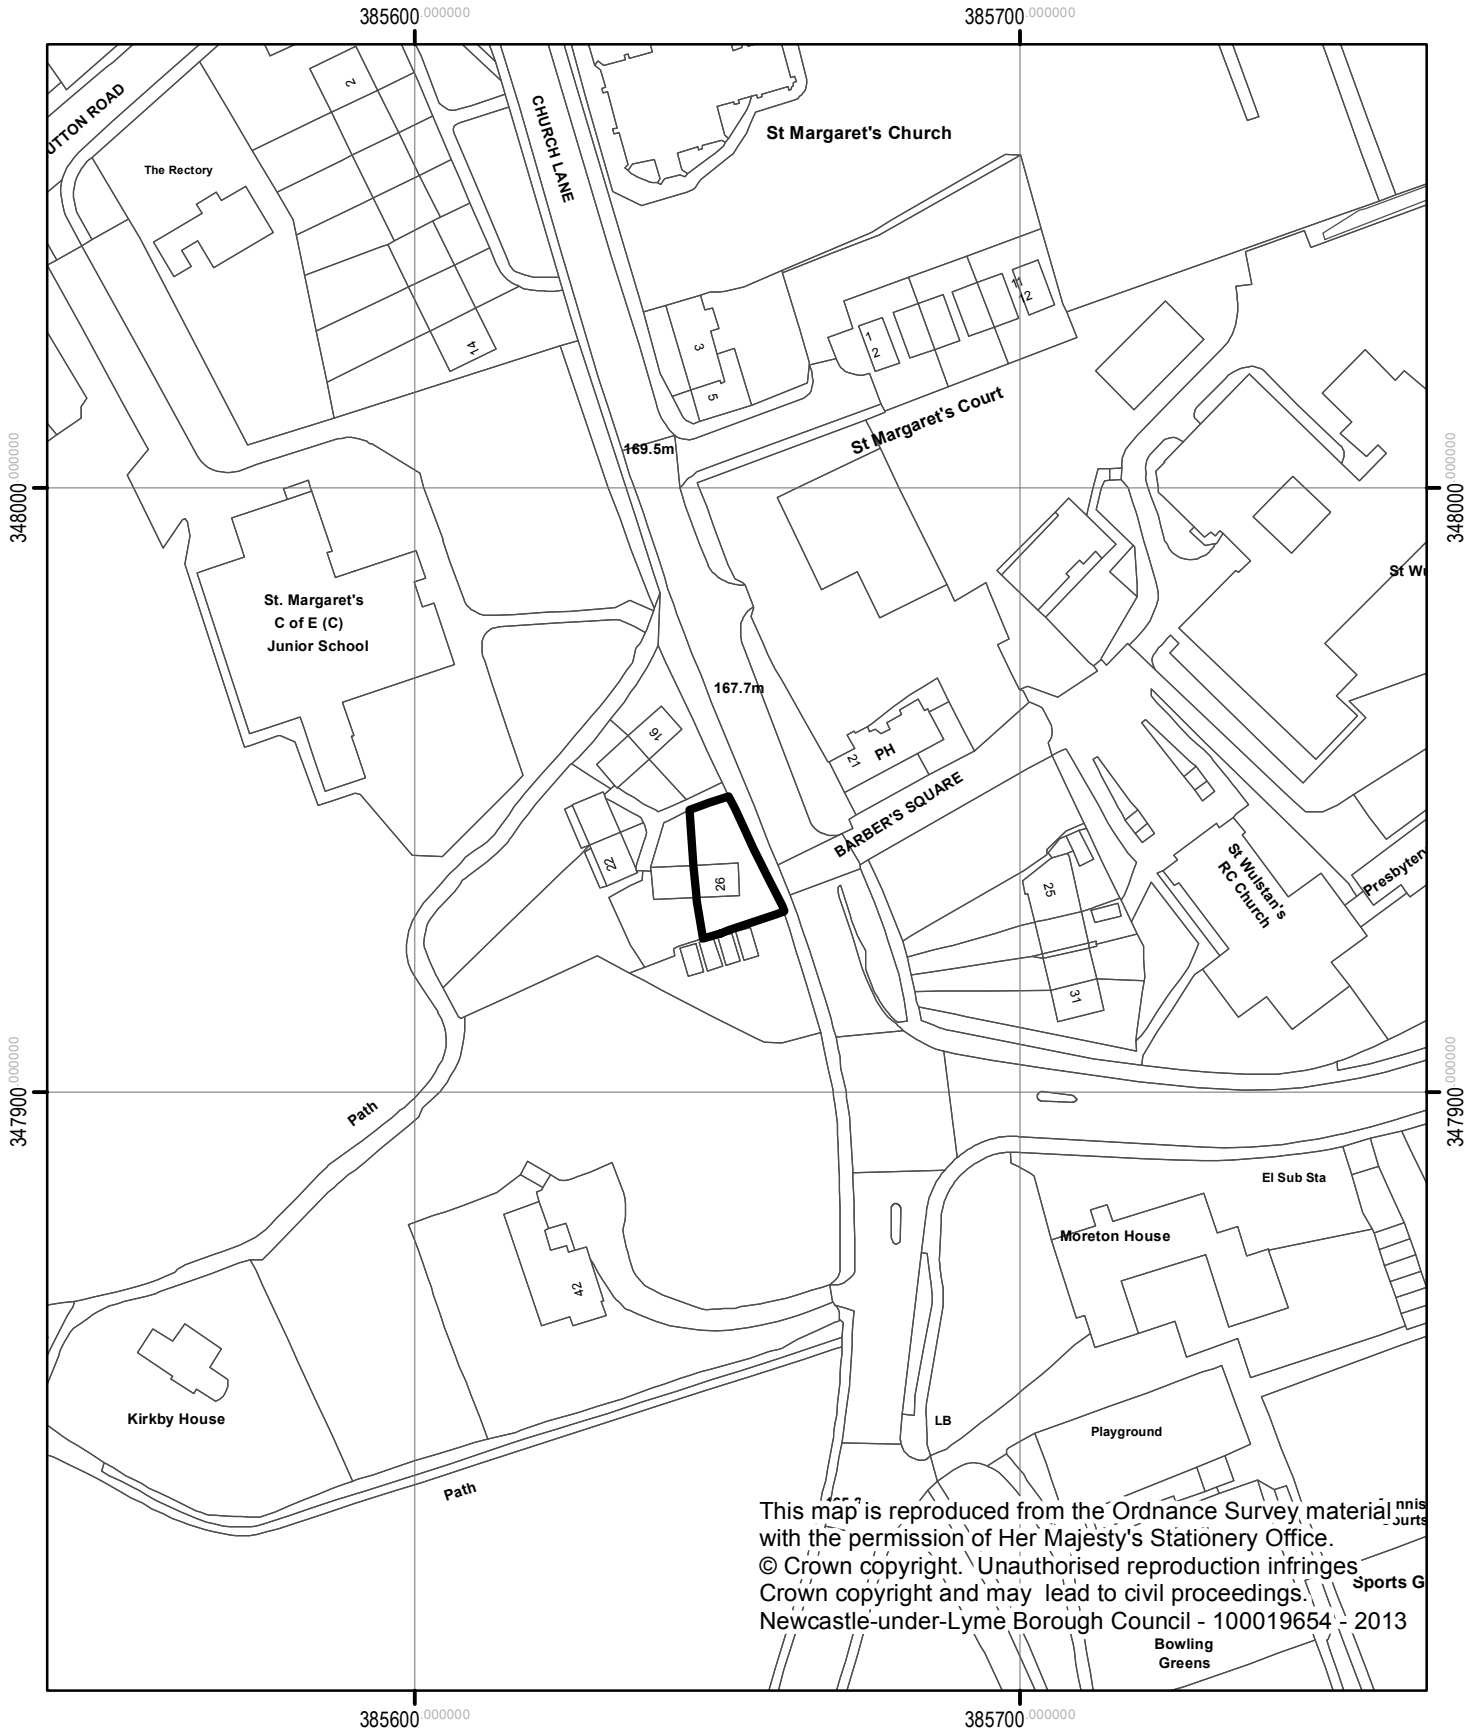 385600.000000
385700.000000
348000.000000
348000.000000
347900.000000
347900.000000
UTTON ROAD
2
CHURCH LANE
St Margaret's Church
The Rectory
14
3
5
1
2
11
12
169.5m
St Margaret's Court
St. Margaret's
C of E (C)
Junior School
167.7m
16
21
PH
BARBER'S SQUARE
22
26
25
31
St Wu
St Wulstan's
RC Church
Presbyter
Path
El Sub Sta
Moreton House
42
Kirkby House
LB
Playground
Path
nnis
ourts
This map is reproduced from the Ordnance Survey material
with the permission of Her Majesty's Stationery Office.
© Crown copyright. Unauthorised reproduction infringes
Crown copyright and may lead to civil proceedings.
Newcastle-under-Lyme Borough Council - 100019654 - 2013
Sports G
Bowling
Greens
385600.000000
385700.000000